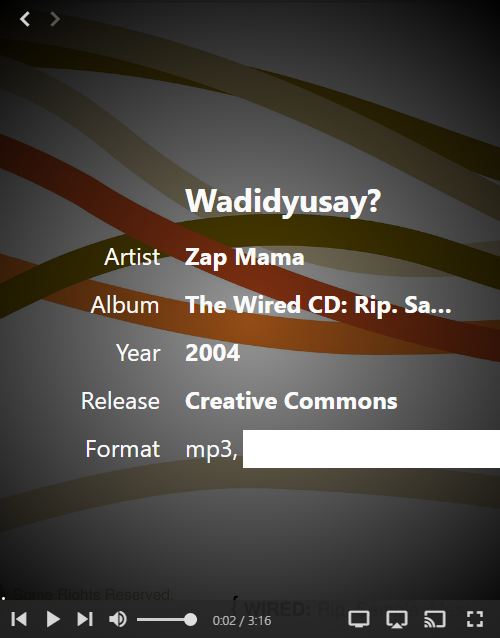 Wadidyusay?
Artist Zap Mama
Album The Wired CD: Rip. Sa...
Year 2004
Release Creative Commons
Format mp3,
Some Rights Reserved.
{ WIRED: Rip.
0:02 / 3:16